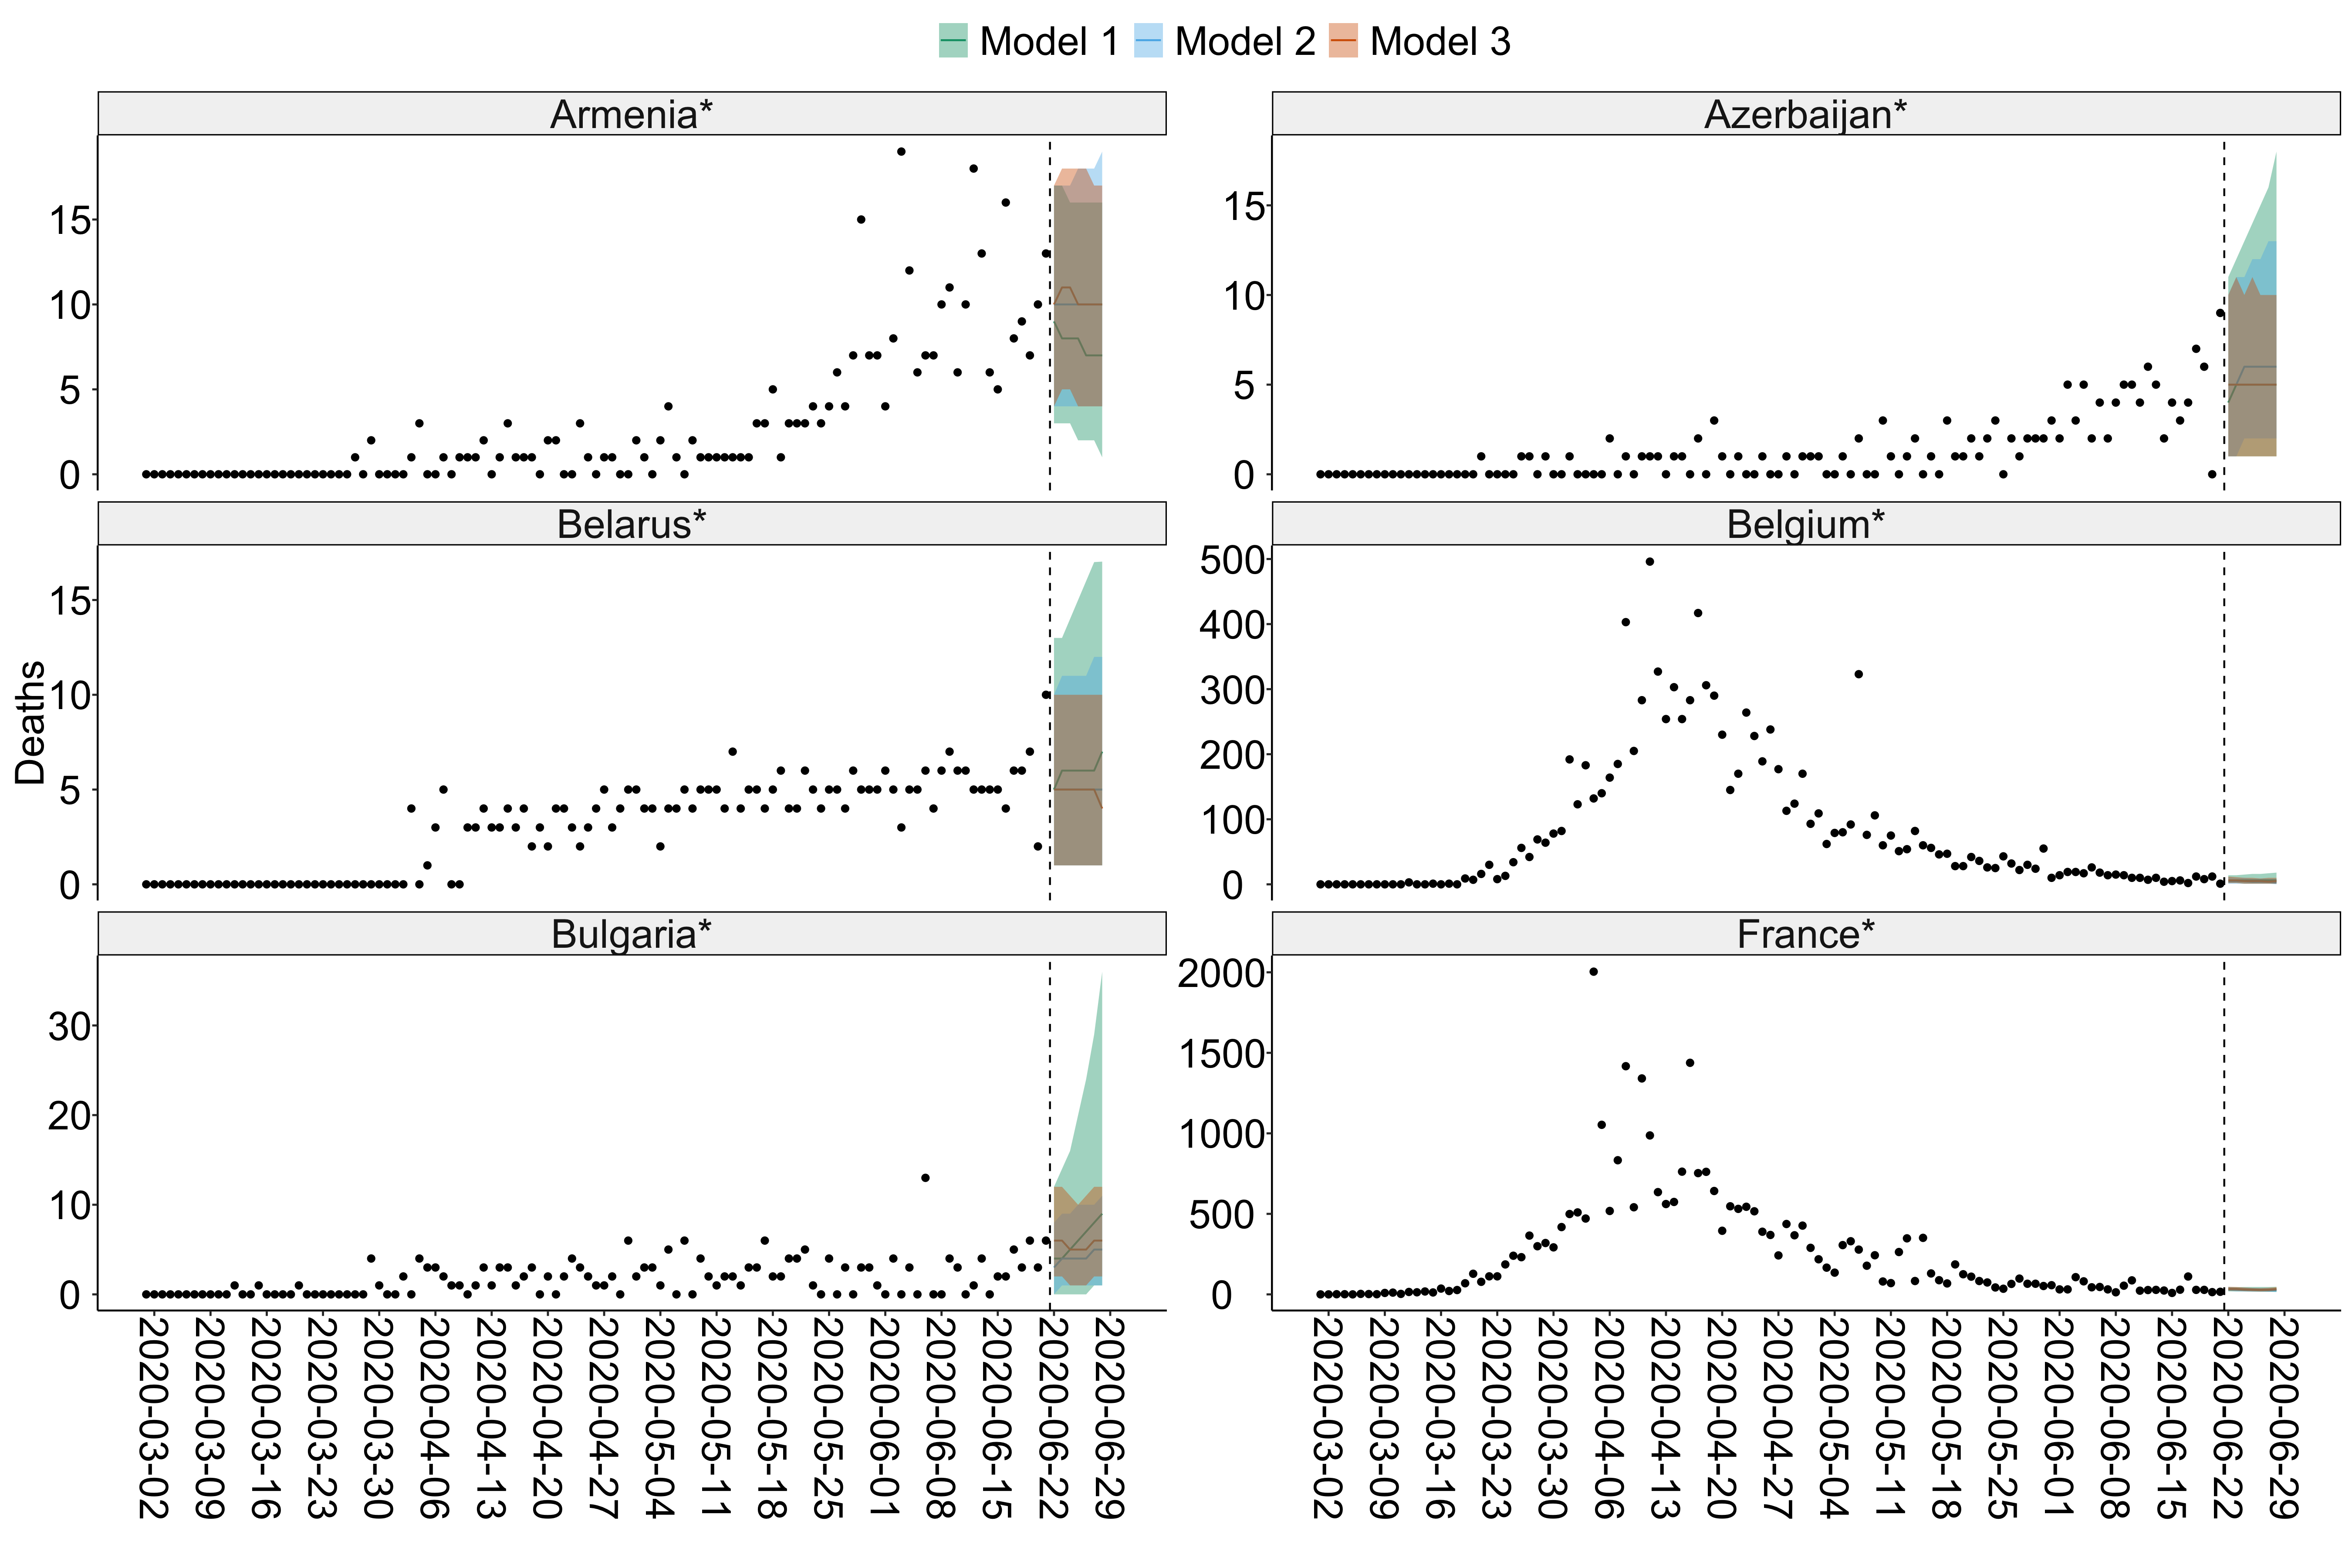 Model 1 Model 2 Model 3
Armenia* Azerbaijan*
15 15
10 10
5 5
0 0
Belarus* Belgium*
Deaths
15 500
400
10 300
5 200
100
0 0
Bulgaria* France*
30 2000
1500
20 1000
10 500
0 0
2020-03-02 2020-03-09 2020-03-16 2020-03-23 2020-03-30 2020-04-06 2020-04-13 2020-04-20 2020-04-27 2020-05-04 2020-05-11 2020-05-18 2020-05-25 2020-06-01 2020-06-08 2020-06-15 2020-06-22 2020-06-29
2020-03-02 2020-03-09 2020-03-16 2020-03-23 2020-03-30 2020-04-06 2020-04-13 2020-04-20 2020-04-27 2020-05-04 2020-05-11 2020-05-18 2020-05-25 2020-06-01 2020-06-08 2020-06-15 2020-06-22 2020-06-29